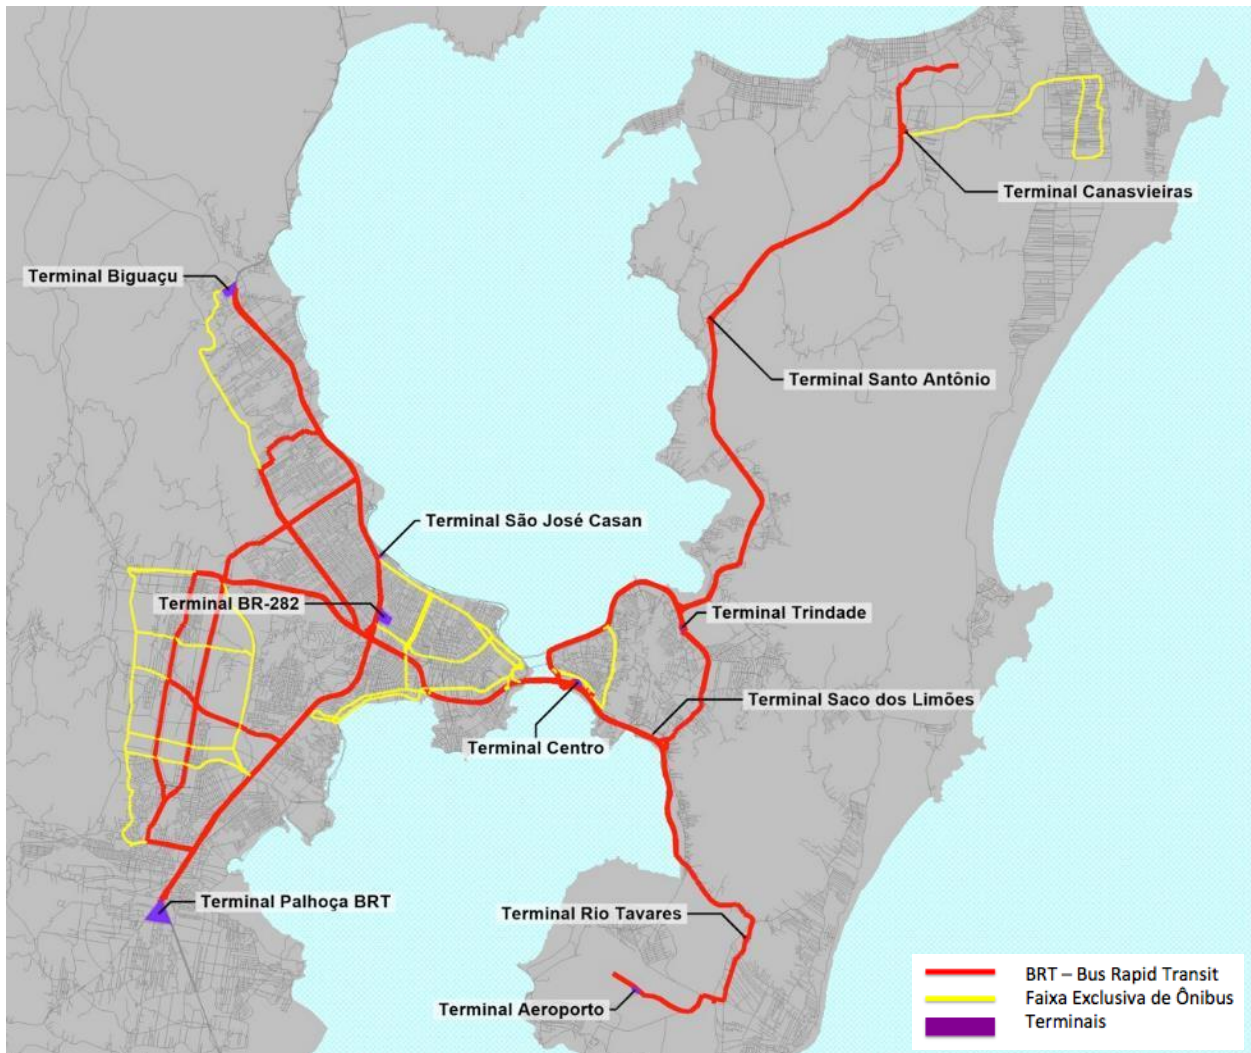 Terminal Canasvieiras
Terminal Biguaçu
Terminal Santo Antônio
Terminal São José Casan
Terminal BR-282
Terminal Trindade
Terminal Saco dos Limões
Terminal Centro
Terminal Palhoça BRT
Terminal Rio Tavares
Terminal Aeroporto
BRT – Bus Rapid Transit
Faixa Exclusiva de Ônibus
Terminais